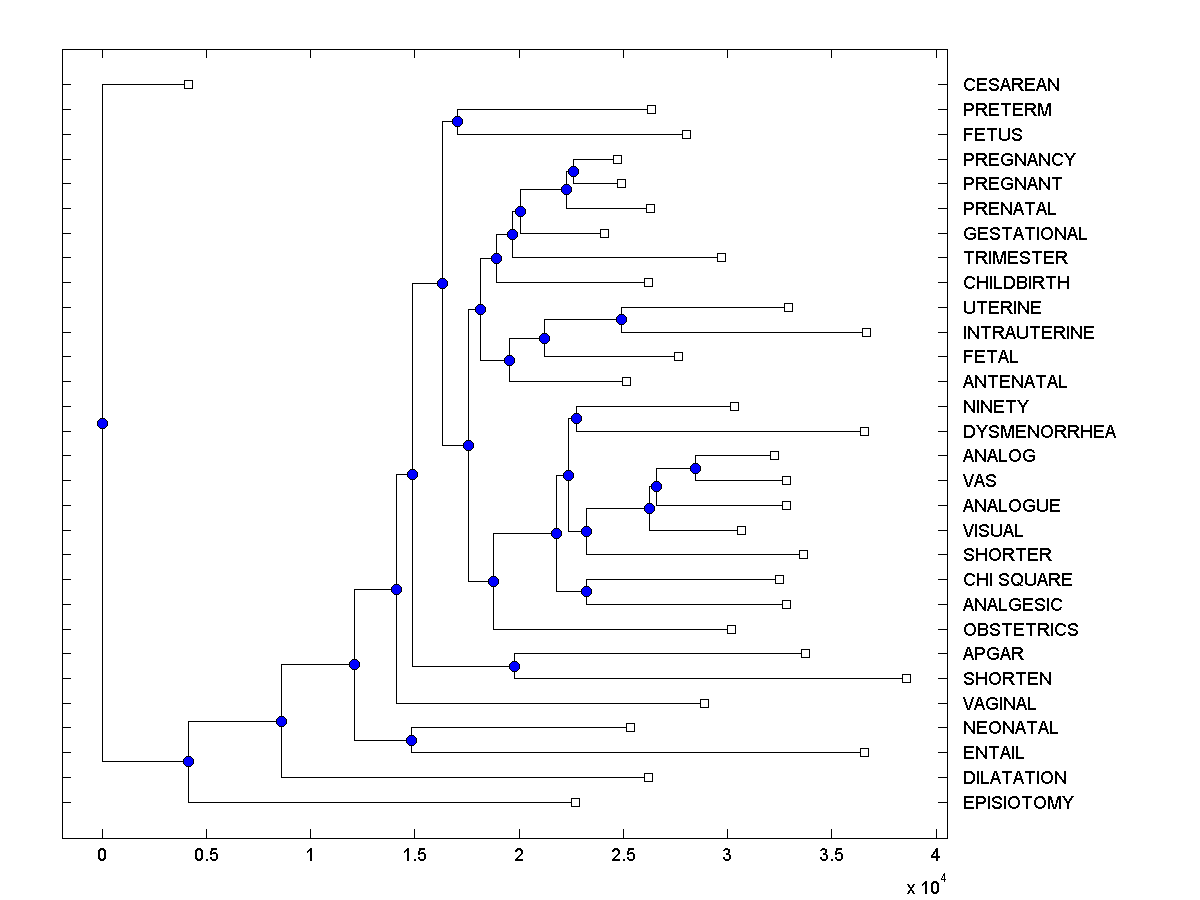 CESAREAN
PRETERM
FETUS
PREGNANCY
PREGNANT
PRENATAL
GESTATIONAL
TRIMESTER
CHILDBIRTH
UTERINE
INTRAUTERINE
FETAL
ANTENATAL
NINETY
DYSMENORRHEA
ANALOG
VAS
ANALOGUE
VISUAL
SHORTER
CHI SQUARE
ANALGESIC
OBSTETRICS
APGAR
SHORTEN
VAGINAL
NEONATAL
ENTAIL
DILATATION
EPISIOTOMY
0 0.5 1 1.5 2 2.5 3 3.5 4
x 10^4